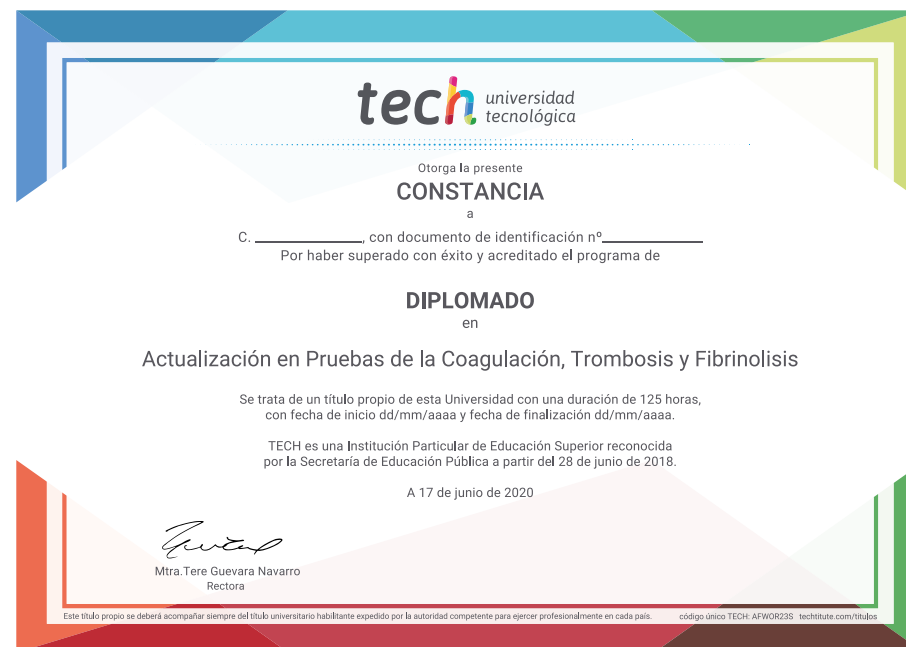 tech universidad
tecnológica
Otorga la presente
CONSTANCIA
a
C. ______________, con documento de identificación nº______________
Por haber superado con éxito y acreditado el programa de
DIPLOMADO
en
Actualización en Pruebas de la Coagulación, Trombosis y Fibrinolisis
Se trata de un título propio de esta Universidad con una duración de 125 horas,
con fecha de inicio dd/mm/aaaa y fecha de finalización dd/mm/aaaa.
TECH es una Institución Particular de Educación Superior reconocida
por la Secretaría de Educación Pública a partir del 28 de junio de 2018.
A 17 de junio de 2020
Mtra.Tere Guevara Navarro
Rectora
Este título propio se deberá acompañar siempre del título universitario habilitante expedido por la autoridad competente para ejercer profesionalmente en cada país. código único TECH: AFWOR23S techtitute.com/titulos